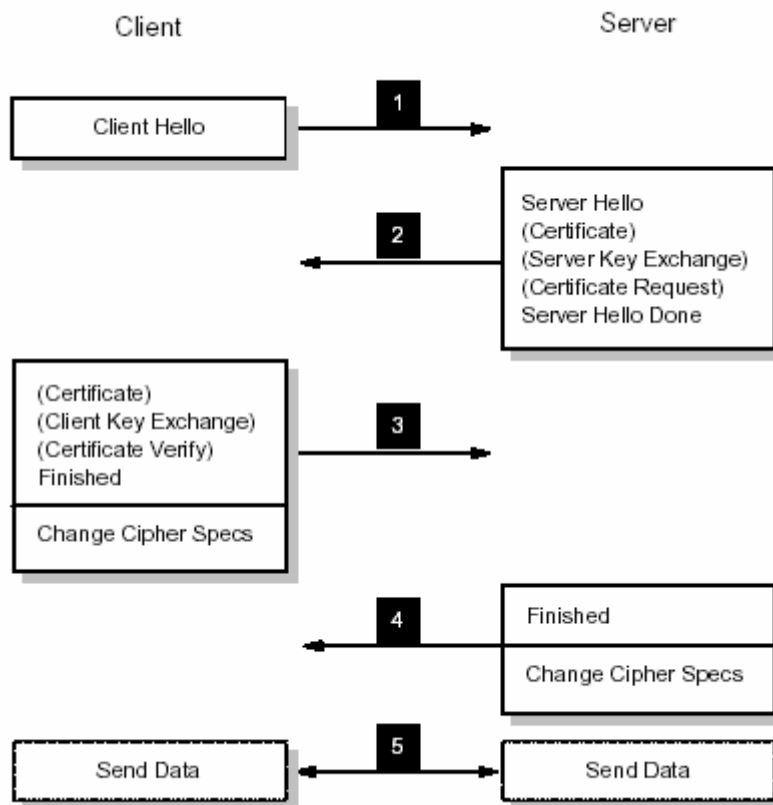 Client
Server
1
Client Hello
2
Server Hello
(Certificate)
(Server Key Exchange)
(Certificate Request)
Server Hello Done
(Certificate)
(Client Key Exchange)
(Certificate Verify)
Finished
Change Cipher Specs
3
4
Finished
Change Cipher Specs
5
Send Data
Send Data